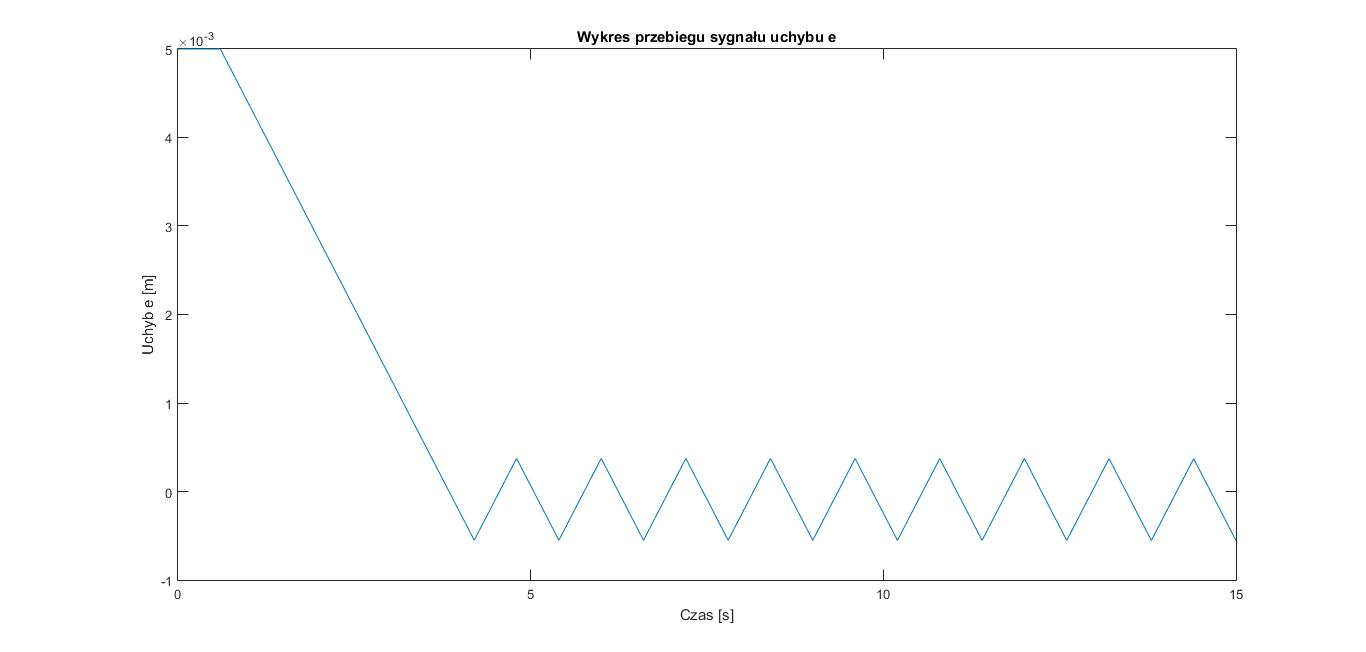 Wykres przebiegu sygnału uchybu e
×10-3
5
4
3
2
1
0
-1
Uchyb e [m]
0 5 10 15
Czas [s]